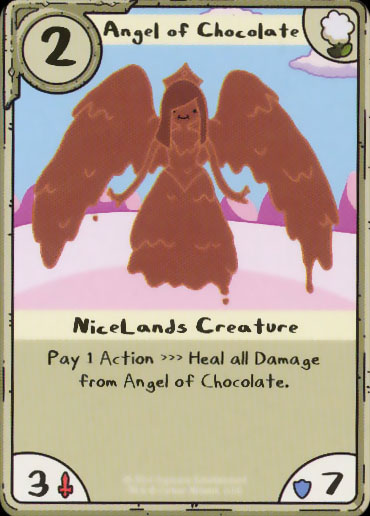 2
Angel of Chocolate
NiceLands Creature
Pay 1 Action >>> Heal all Damage
from Angel of Chocolate.
3
7